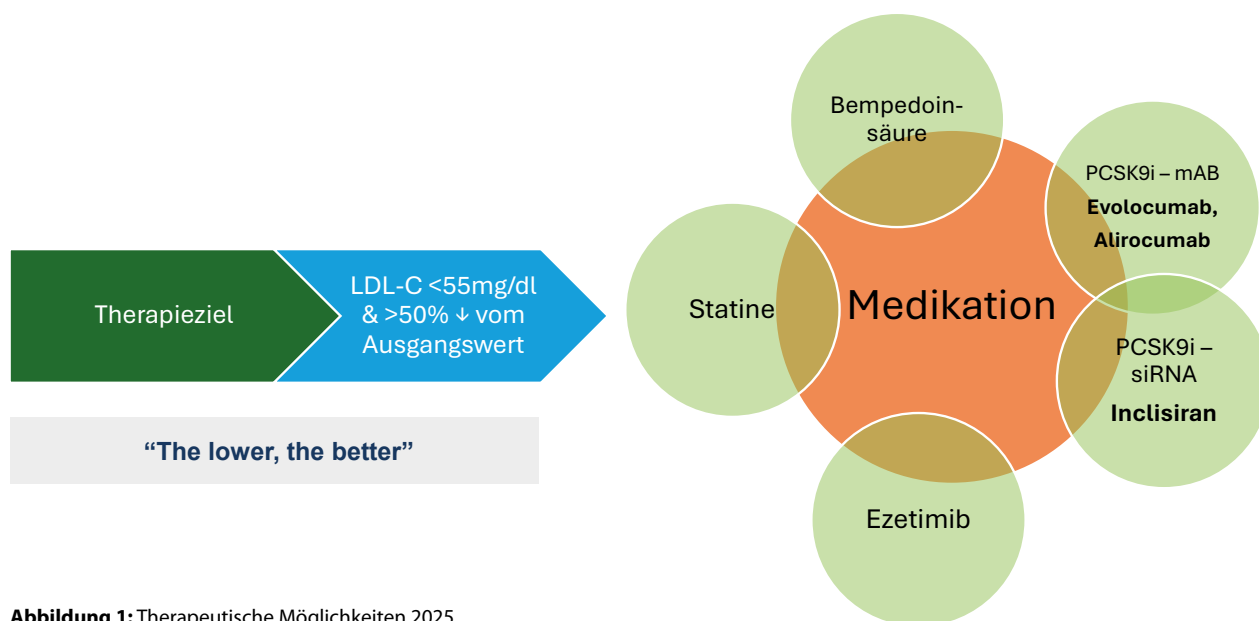 Therapieziel
LDL-C <55mg/dl
& >50% ↓ vom
Ausgangswert
“The lower, the better”
Bempedoin-
säure
PCSK9i – mAB
Evolocumab,
Alirocumab
Statine
Medikation
PCSK9i –
siRNA
Inclisiran
Ezetimib
Abbildung 1: Therapeutische Möglichkeiten 2025